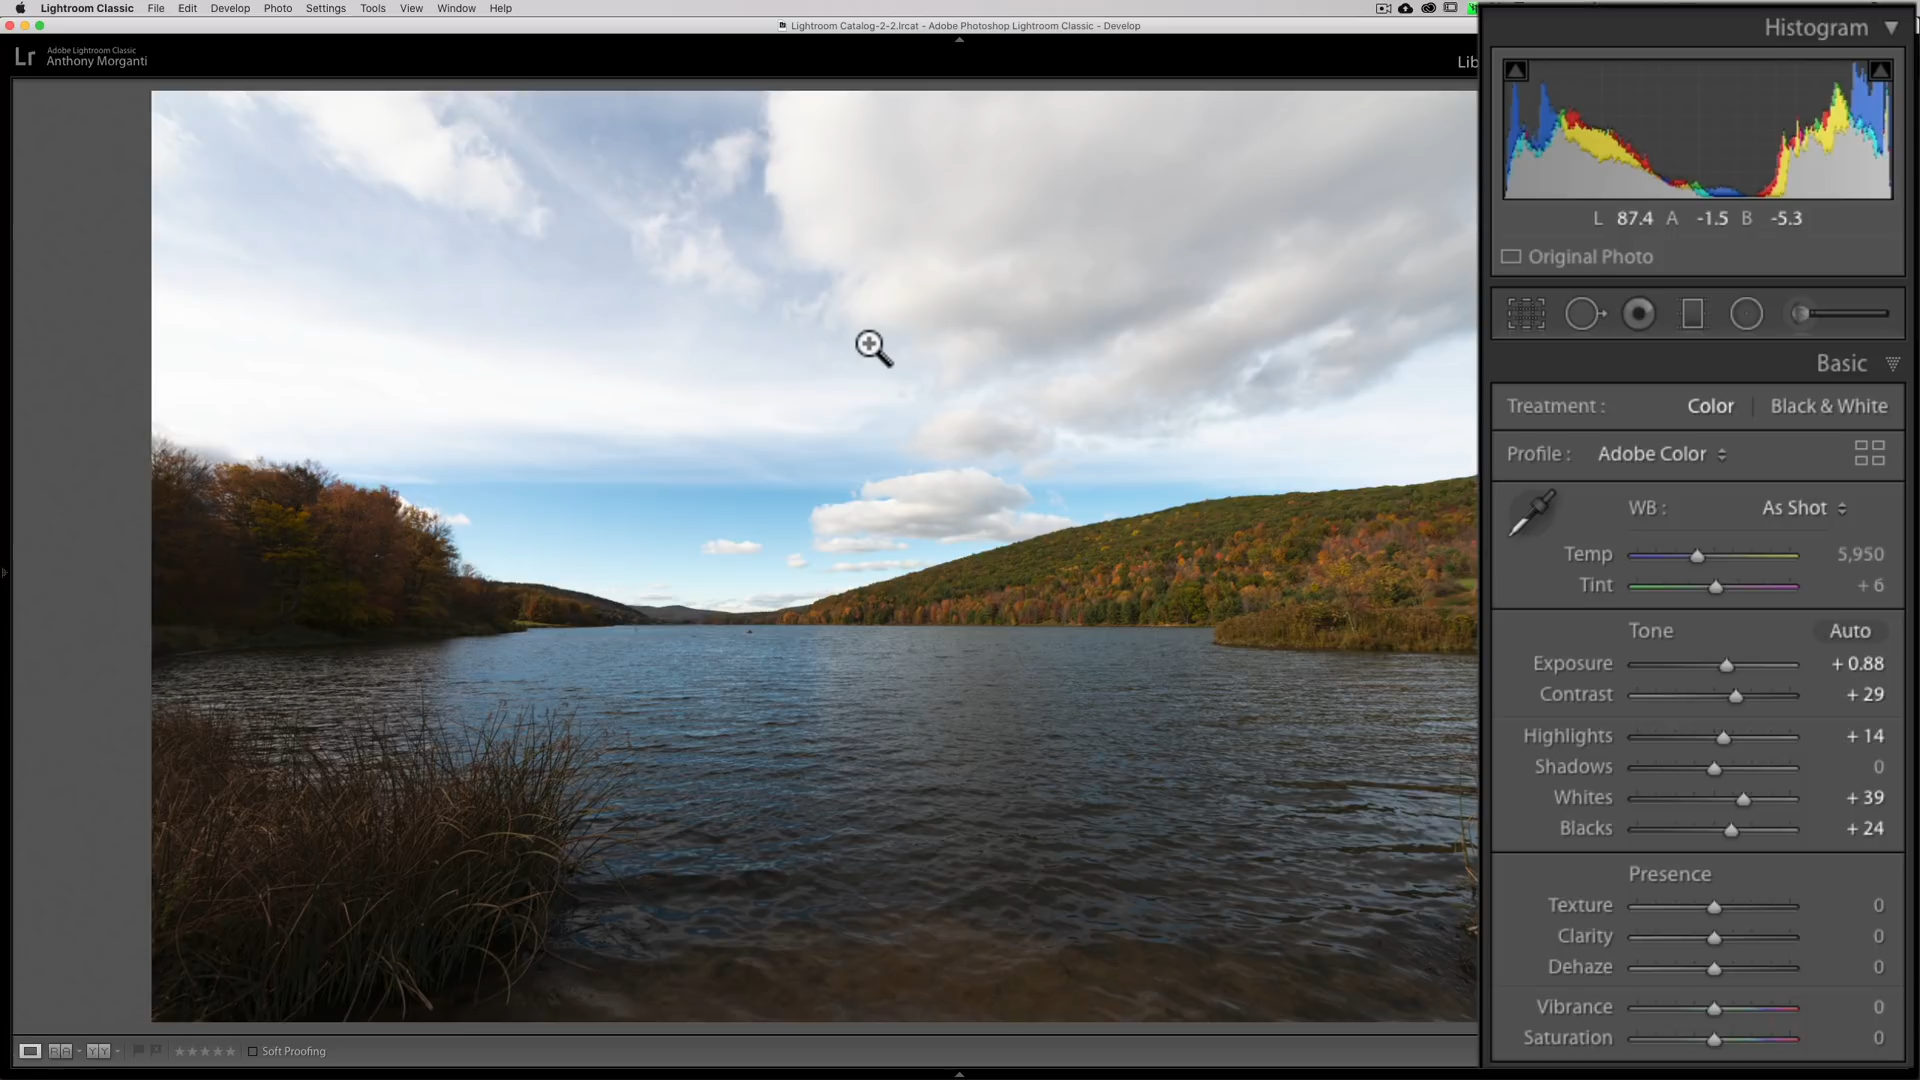 Lightroom Classic File Edit Develop Photo Settings Tools View Window Help
Lightroom Catalog-2-2.lrcat - Adobe Photoshop Lightroom Classic - Develop
Lr
Adobe Lightroom Classic
Anthony Morganti
Lib
Histogram
L 87.4 A -1.5 B -5.3
Original Photo
Basic
Treatment : Color Black & White
Profile : Adobe Color
WB : As Shot
Temp 5,950
Tint + 6
Tone Auto
Exposure + 0.88
Contrast + 29
Highlights + 14
Shadows 0
Whites + 39
Blacks + 24
Presence
Texture 0
Clarity 0
Dehaze 0
Vibrance 0
Saturation 0
R A Y Y Soft Proofing